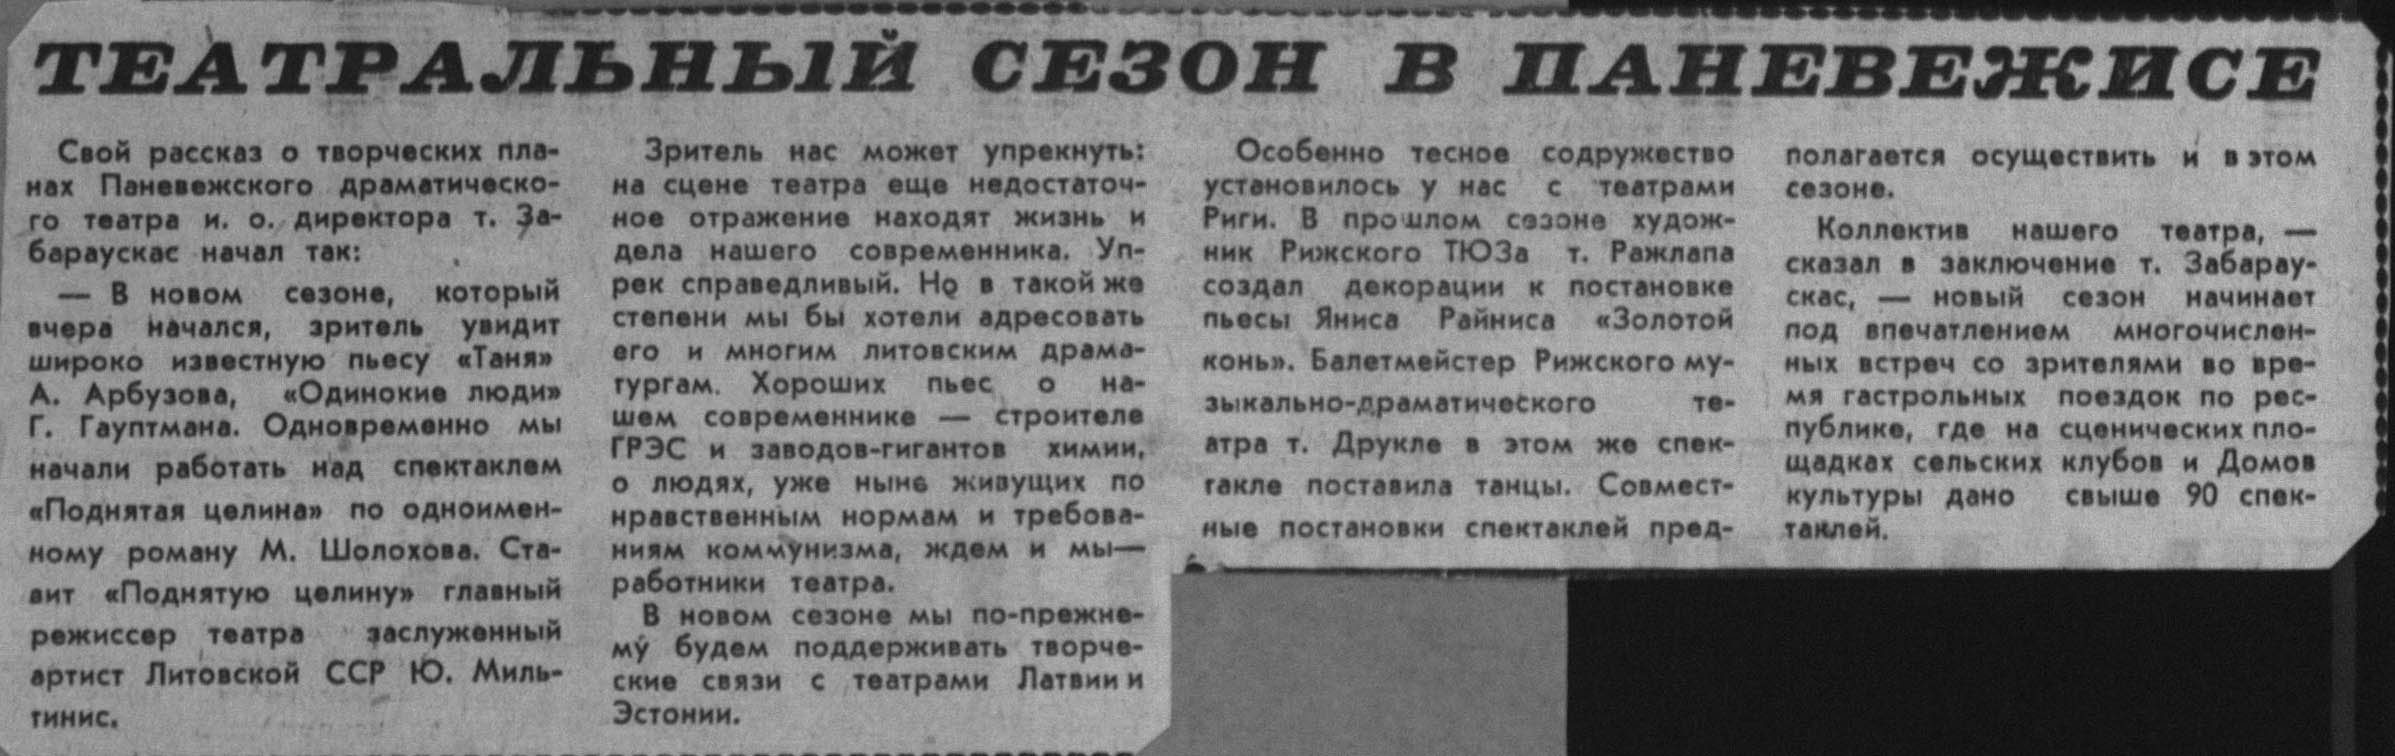 ТЕАТРАЛЬНЫЙ СЕЗОН В ПАНЕВЕЖИСЕ
Свой рассказ о творческих пла-
нах Паневежского драматическо-
го театра и. о. директора т. За-
бараускас начал так:
— В новом сезоне, который
вчера начался, зритель увидит
широко известную пьесу «Таня»
А. Арбузова, «Одинокие люди»
Г. Гауптмана. Одновременно мы
начали работать над спектаклем
«Поднятая целина» по одноимен-
ному роману М. Шолохова. Ста-
вит «Поднятую целину» главный
режиссер театра заслуженный
артист Литовской ССР Ю. Миль-
тинис.
Зритель нас может упрекнуть:
на сцене театра еще недостаточ-
ное отражение находят жизнь и
дела нашего современника. Уп-
рек справедливый. Но в такой же
степени мы бы хотели адресовать
его и многим литовским драма-
тургам. Хороших пьес о на-
шем современнике — строителе
ГРЭС и заводов-гигантов химии,
о людях, уже ныне живущих по
нравственным нормам и требова-
ниям коммунизма, ждем и мы—
работники театра.
В новом сезоне мы по-прежне-
му будем поддерживать творче-
ские связи с театрами Латвии и
Эстонии.
Особенно тесное содружество
установилось у нас с театрами
Риги. В прошлом сезоне худож-
ник Рижского ТЮЗа т. Ражлапа
создал декорации к постановке
пьесы Яниса Райниса «Золотой
конь». Балетмейстер Рижского му-
зыкально-драматического те-
атра т. Друкле в этом же спек-
такле поставила танцы. Совмест-
ные постановки спектаклей пред-
полагается осуществить и в этом
сезоне.
Коллектив нашего театра, —
сказал в заключение т. Забарау-
скас, — новый сезон начинает
под впечатлением многочислен-
ных встреч со зрителями во вре-
мя гастрольных поездок по рес-
публике, где на сценических пло-
щадках сельских клубов и Домов
культуры дано свыше 90 спек-
таклей.